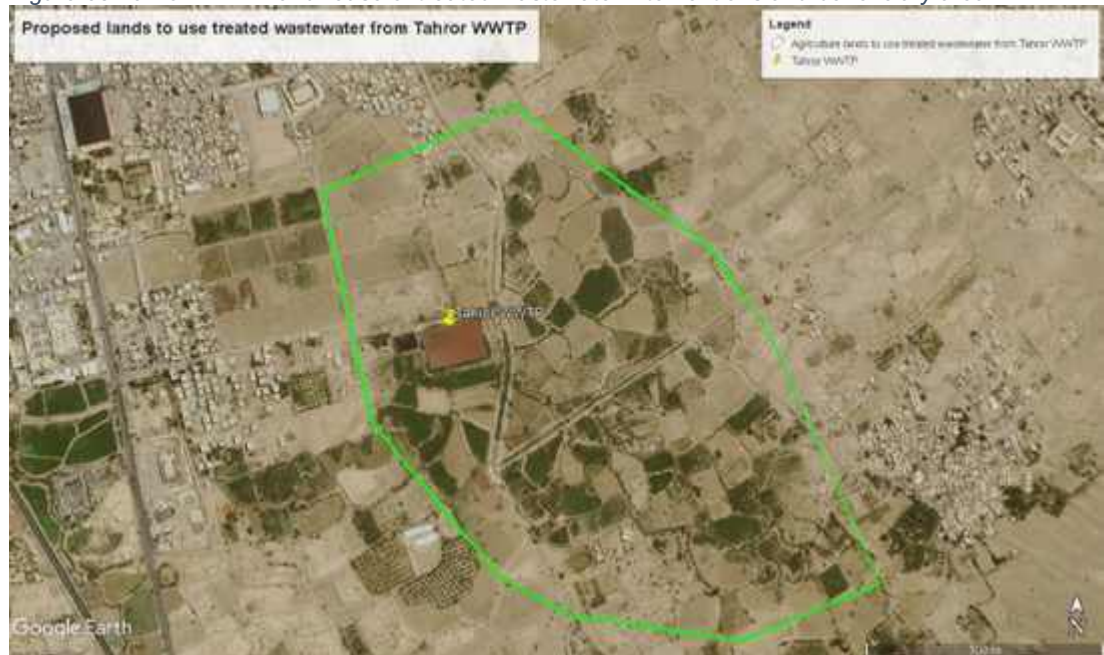 Proposed lands to use treated wastewater from Tahror WWTP
Legend
Agriculture lands to use treated wastewater from Tahror WWTP
Tahror WWTP
WWTP
Google Earth
N